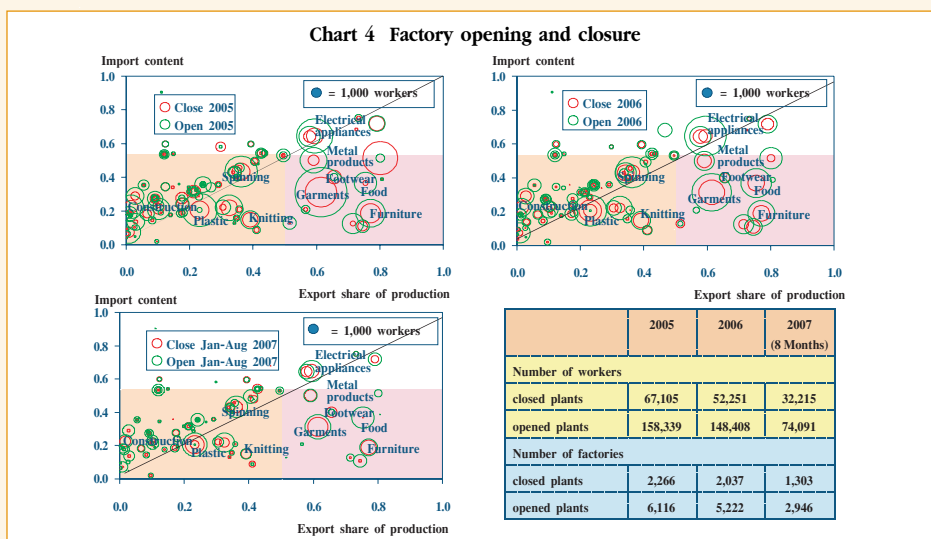 Chart 4 Factory opening and closure
Import content
1.0
0.8
0.6
0.4
0.2
0.0
0.0 0.2 0.4 0.6 0.8 1.0
Export share of production
= 1,000 workers
Close 2005
Open 2005
Electrical
appliances
Metal
products
Spinning
Footwear
Garments
Food
Construction
Plastic
Knitting
Furniture
Import content
1.0
0.8
0.6
0.4
0.2
0.0
0.0 0.2 0.4 0.6 0.8 1.0
Export share of production
= 1,000 workers
Close 2006
Open 2006
Electrical
appliances
Metal
products
Spinning
Footwear
Garments
Food
Construction
Plastic
Knitting
Furniture
Import content
1.0
0.8
0.6
0.4
0.2
0.0
0.0 0.2 0.4 0.6 0.8 1.0
Export share of production
= 1,000 workers
Close Jan-Aug 2007
Open Jan-Aug 2007
Electrical
appliances
Metal
products
Spinning
Footwear
Garments
Food
Construction
Plastic
Knitting
Furniture
2005 2006 2007
(8 Months)
Number of workers
closed plants 67,105 52,251 32,215
opened plants 158,339 148,408 74,091
Number of factories
closed plants 2,266 2,037 1,303
opened plants 6,116 5,222 2,946